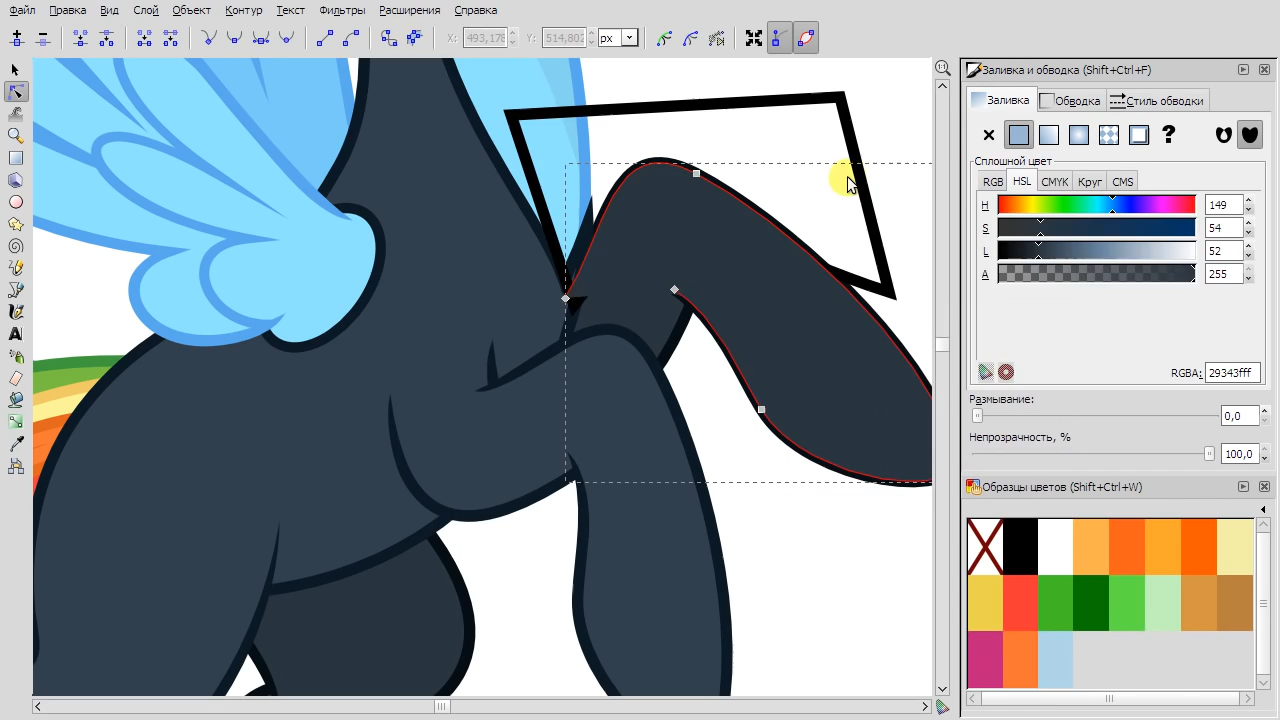 Файл Правка Вид Слой Объект Контур Текст Фильтры Расширения Справка
X: 493,178 Y: 514,802 px
1:1
Заливка и обводка (Shift+Ctrl+F)
Заливка Обводка Стиль обводки
?
Сплошной цвет
RGB HSL CMYK Круг CMS
H 149
S 54
L 52
A 255
RGBA: 29343fff
Размывание:
0,0
Непрозрачность, %
100,0
Образцы цветов (Shift+Ctrl+W)